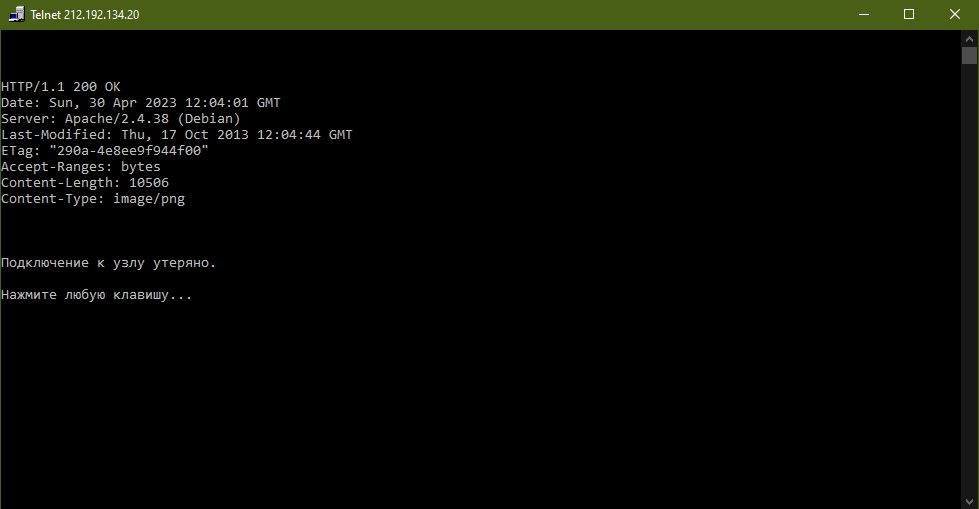 Telnet 212.192.134.20
HTTP/1.1 200 OK
Date: Sun, 30 Apr 2023 12:04:01 GMT
Server: Apache/2.4.38 (Debian)
Last-Modified: Thu, 17 Oct 2013 12:04:44 GMT
ETag: "290a-4e8ee9f944f00"
Accept-Ranges: bytes
Content-Length: 10506
Content-Type: image/png
Подключение к узлу утеряно.
Нажмите любую клавишу...